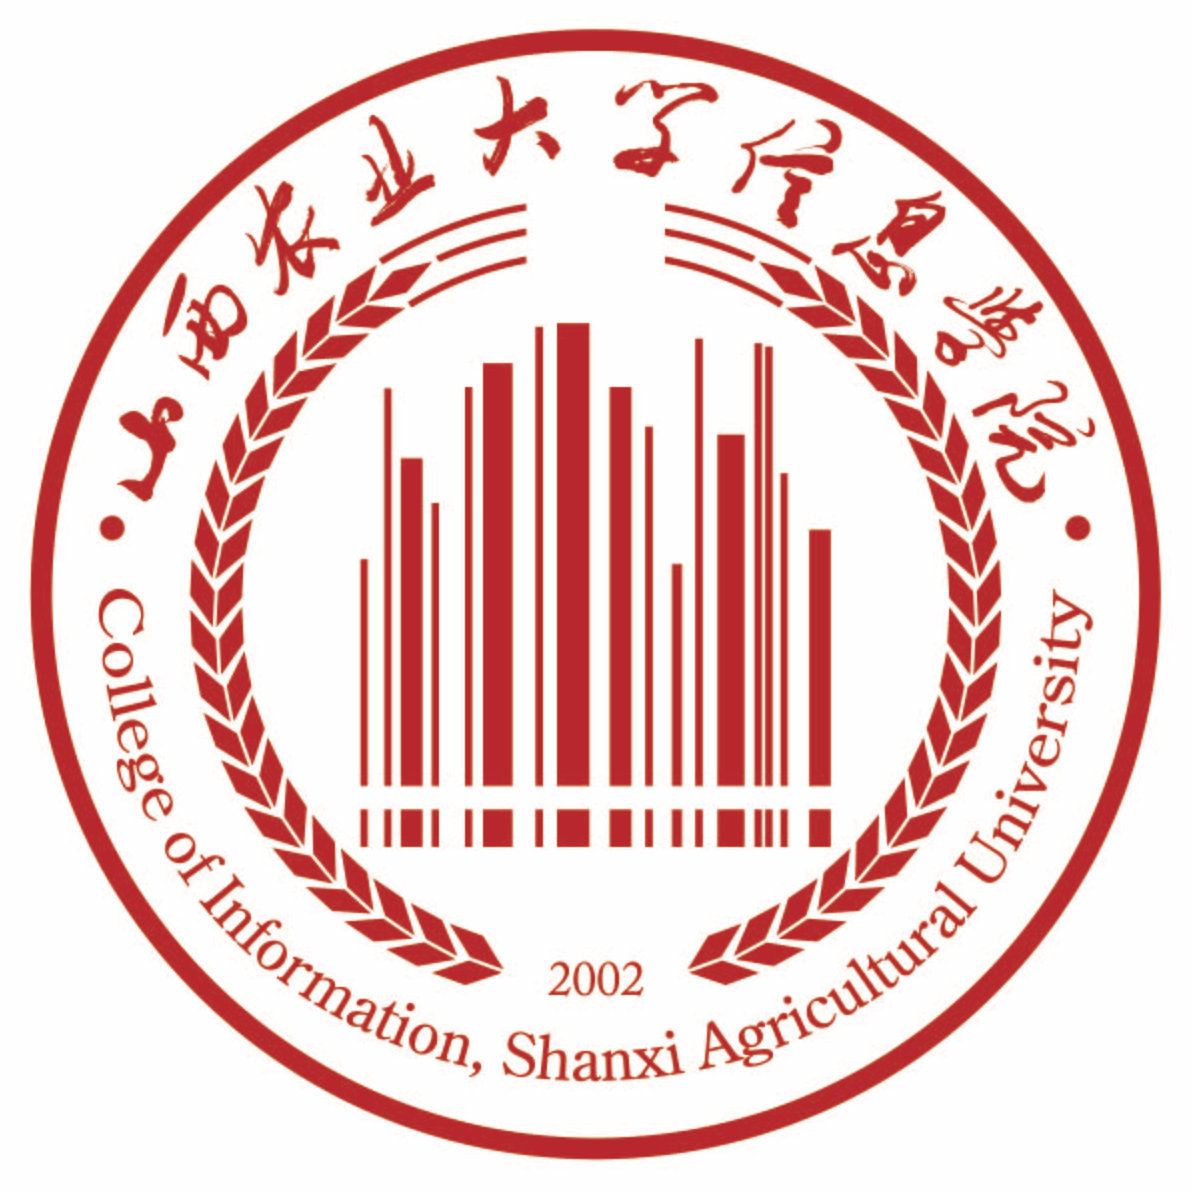 山西农业大学信息学院
2002
College of Information, Shanxi Agricultural University